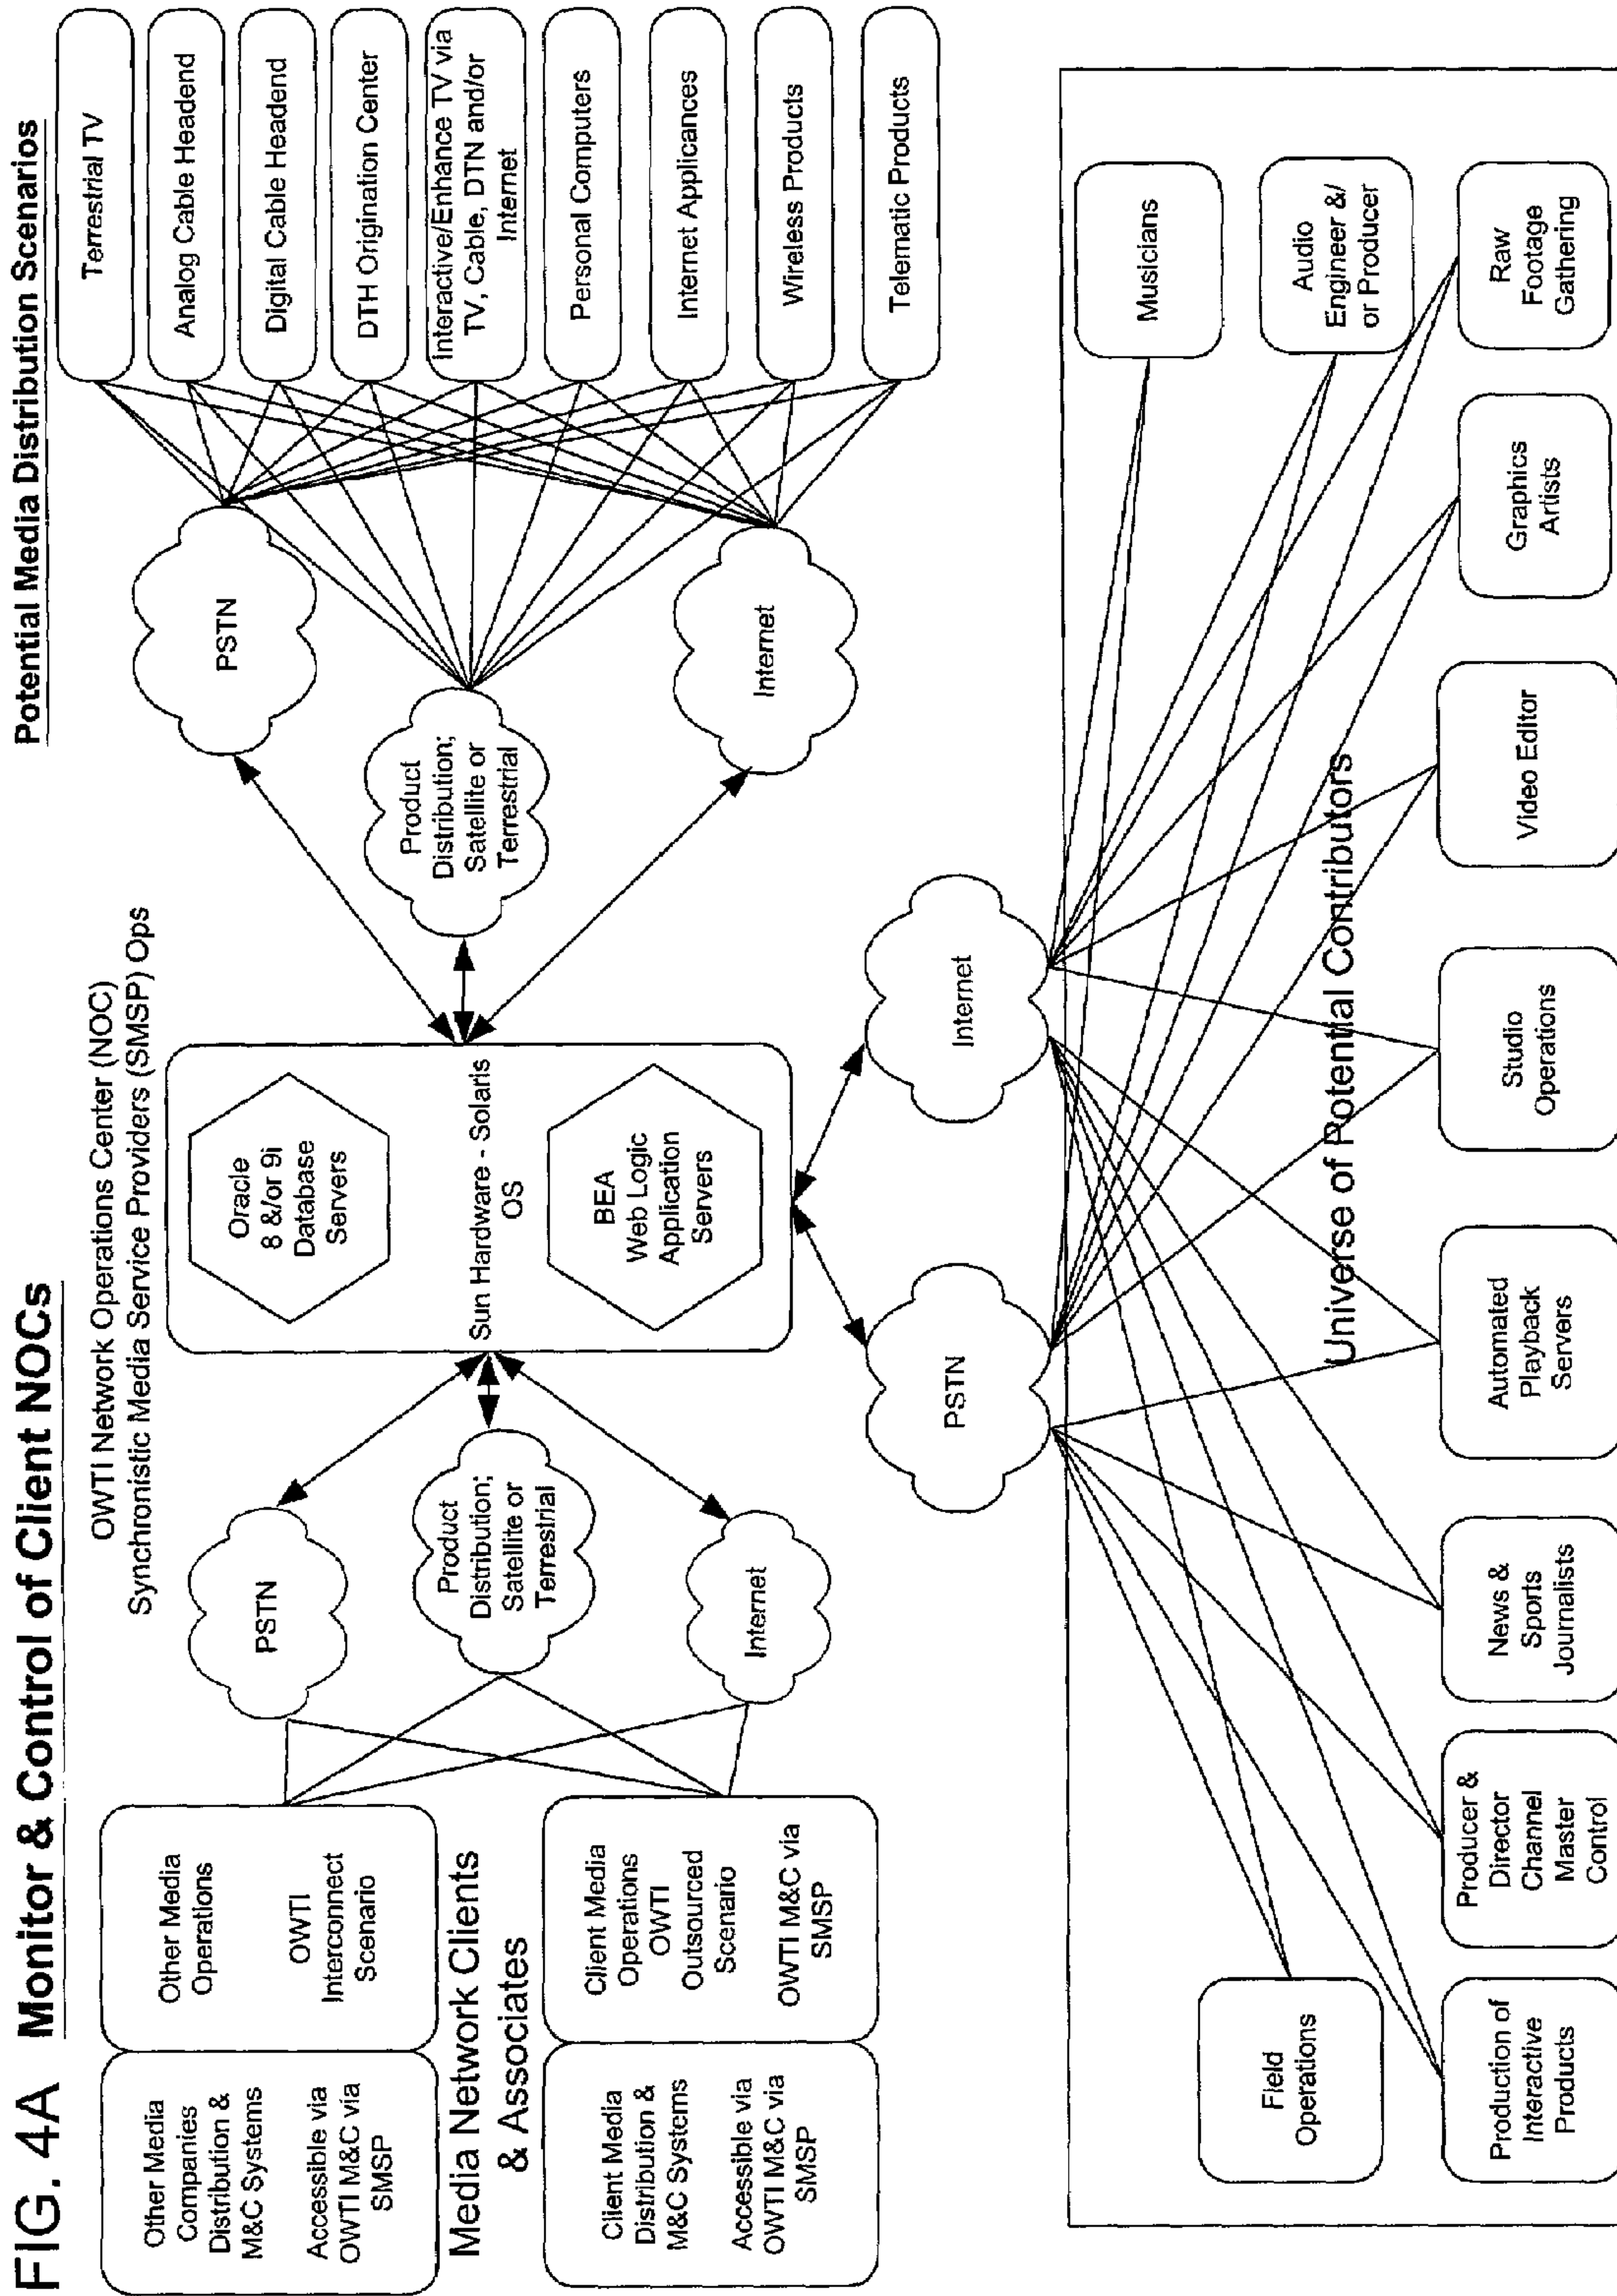 FIG. 4A Monitor & Control of Client NOCs
OWTI Network Operations Center (NOC)
Synchronistic Media Service Providers (SMSP) Ops
Potential Media Distribution Scenarios
Other Media
Companies
Distribution &
M&C Systems
Accessible via
OWTI M&C via
SMSP
Other Media
Operations
OWTI
Interconnect
Scenario
Media Network Clients
& Associates
Client Media
Distribution &
M&C Systems
Accessible via
OWTI M&C via
SMSP
Client Media
Operations
OWTI
Outsourced
Scenario
OWTI M&C via
SMSP
PSTN
Product
Distribution;
Satellite or
Terrestrial
Internet
Oracle
8 &/or 9i
Database
Servers
Sun Hardware - Solaris
OS
BEA
Web Logic
Application
Servers
PSTN
Product
Distribution;
Satellite or
Terrestrial
Internet
Terrestrial TV
Analog Cable Headend
Digital Cable Headend
DTH Origination Center
Interactive/Enhance TV via
TV, Cable, DTN and/or
Internet
Personal Computers
Internet Applicances
Wireless Products
Telematic Products
PSTN
Internet
Universe of Potential Contributors
Field
Operations
Production of
Interactive
Products
Producer &
Director
Channel
Master
Control
News &
Sports
Journalists
Automated
Playback
Servers
Studio
Operations
Video Editor
Graphics
Artists
Raw
Footage
Gathering
Audio
Engineer &/
or Producer
Musicians